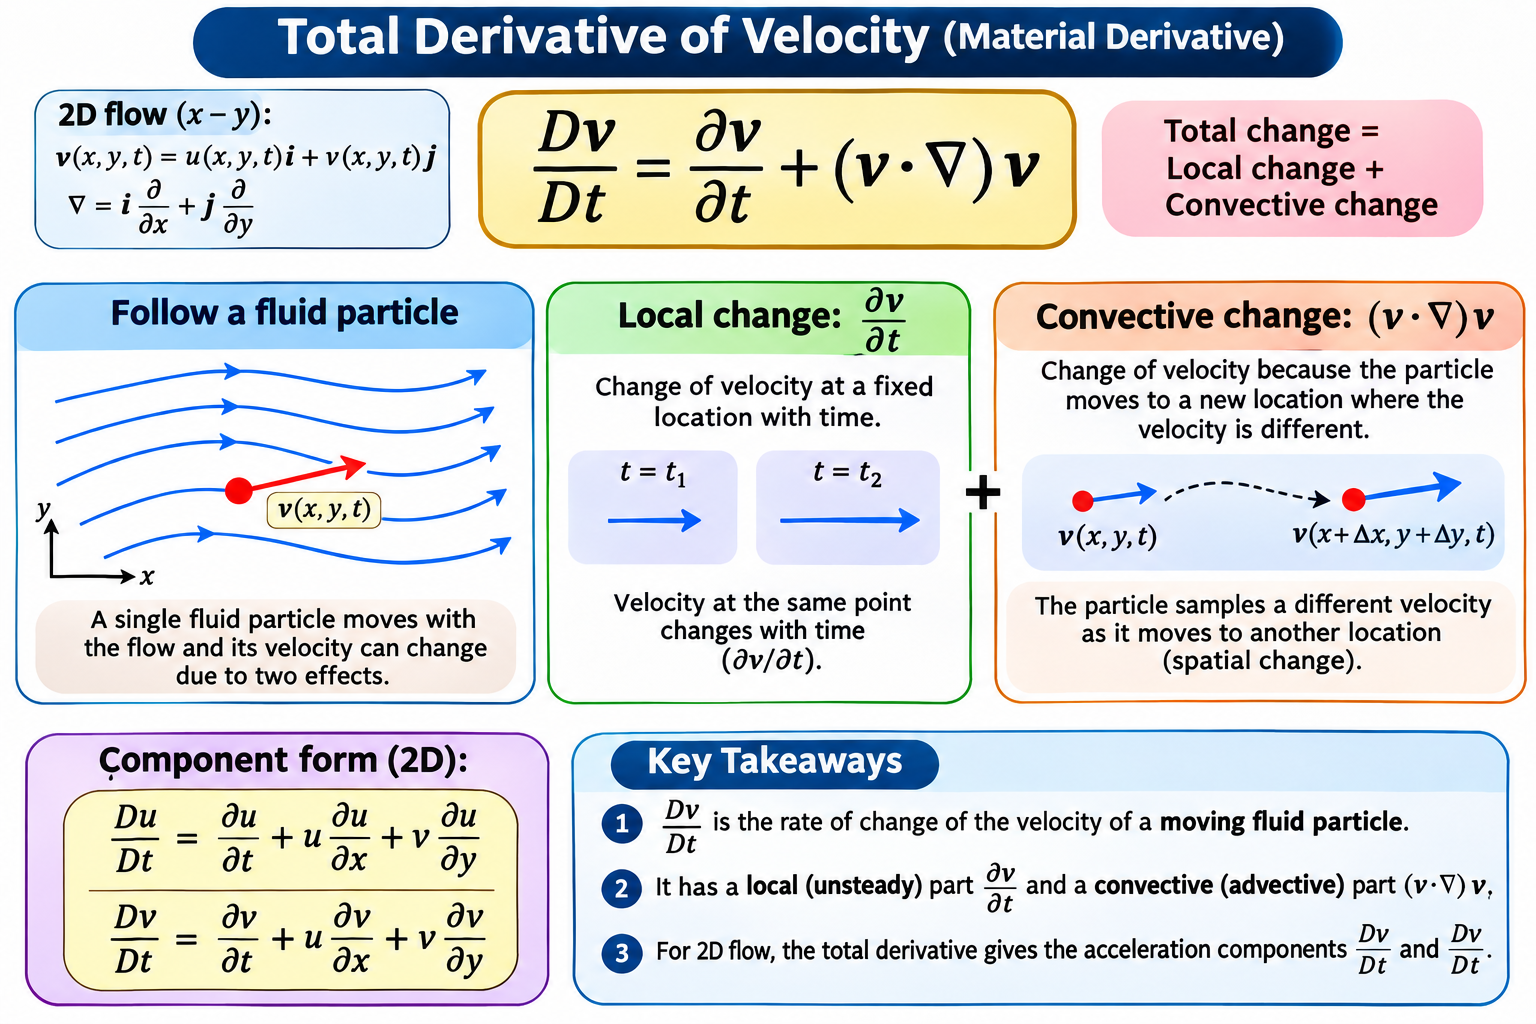 Total Derivative of Velocity (Material Derivative)
2D flow (x – y):
v(x, y, t) = u(x, y, t)i + v(x, y, t)j
∇ = i ∂/∂x + j ∂/∂y
Dv/Dt = ∂v/∂t + (v · ∇) v
Total change =
Local change +
Convective change
Follow a fluid particle
v(x, y, t)
y
x
A single fluid particle moves with
the flow and its velocity can change
due to two effects.
Local change: ∂v/∂t
Change of velocity at a fixed
location with time.
t = t₁
t = t₂
Velocity at the same point
changes with time
(∂v/∂t).
+
Convective change: (v · ∇) v
Change of velocity because the particle
moves to a new location where the
velocity is different.
v(x, y, t)
v(x+Δx, y+Δy, t)
The particle samples a different velocity
as it moves to another location
(spatial change).
Component form (2D):
Du/Dt = ∂u/∂t + u ∂u/∂x + v ∂u/∂y
Dv/Dt = ∂v/∂t + u ∂v/∂x + v ∂v/∂y
Key Takeaways
1 Dv/Dt is the rate of change of the velocity of a moving fluid particle.
2 It has a local (unsteady) part ∂v/∂t and a convective (advective) part (v·∇) v,
3 For 2D flow, the total derivative gives the acceleration components Dv/Dt and Dv/Dt.